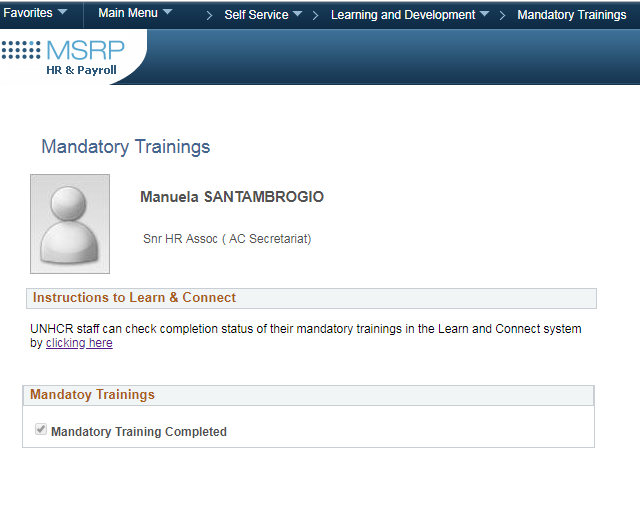 Favorites Main Menu > Self Service > Learning and Development > Mandatory Trainings
MSRP
HR & Payroll
Mandatory Trainings
Manuela SANTAMBROGIO
Snr HR Assoc ( AC Secretariat)
Instructions to Learn & Connect
UNHCR staff can check completion status of their mandatory trainings in the Learn and Connect system
by clicking here
Mandatoy Trainings
Mandatory Training Completed